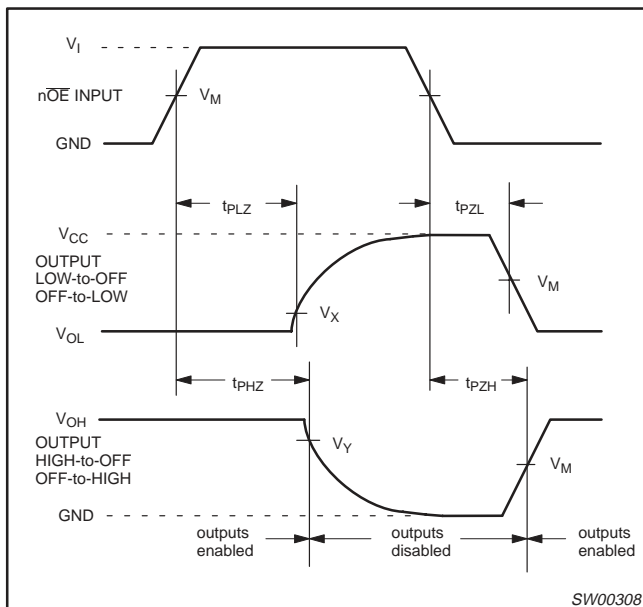 V_I
nO̅E̅ INPUT
V_M
GND
t_PLZ
t_PZL
V_CC
OUTPUT
LOW-to-OFF
OFF-to-LOW
V_M
V_X
V_OL
t_PHZ
t_PZH
V_OH
OUTPUT
HIGH-to-OFF
OFF-to-HIGH
V_Y
V_M
GND
outputs
enabled
outputs
disabled
outputs
enabled
SW00308